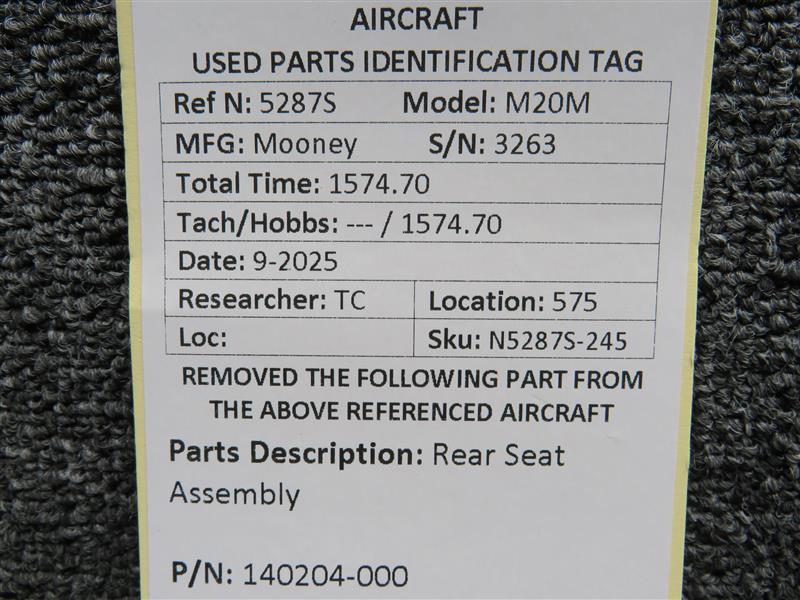 AIRCRAFT
USED PARTS IDENTIFICATION TAG
Ref N: 5287S Model: M20M
MFG: Mooney S/N: 3263
Total Time: 1574.70
Tach/Hobbs: --- / 1574.70
Date: 9-2025
Researcher: TC Location: 575
Loc: Sku: N5287S-245
REMOVED THE FOLLOWING PART FROM
THE ABOVE REFERENCED AIRCRAFT
Parts Description: Rear Seat
Assembly
P/N: 140204-000